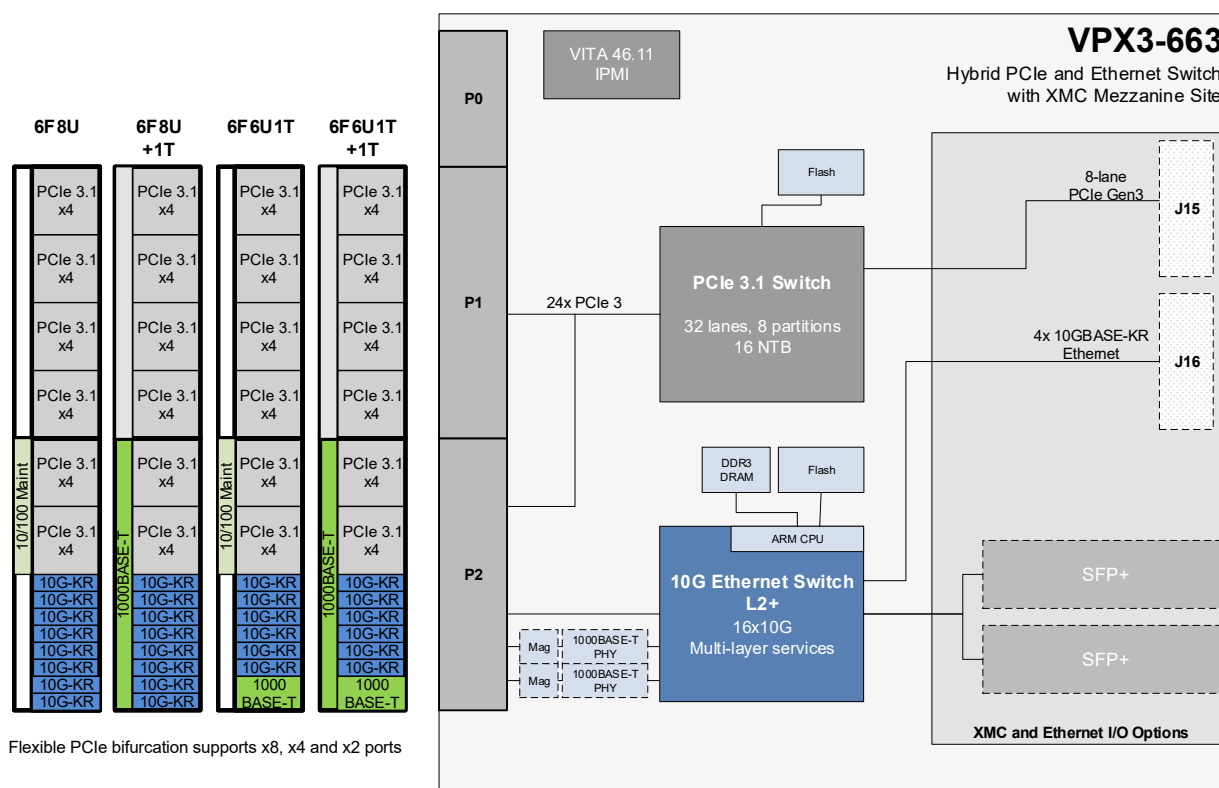 VPX3-663
Hybrid PCIe and Ethernet Switch
with XMC Mezzanine Site
VITA 46.11
IPMI
P0
P1
P2
24x PCIe 3
Flash
PCIe 3.1 Switch
32 lanes, 8 partitions
16 NTB
8-lane
PCIe Gen3
J15
4x 10GBASE-KR
Ethernet
J16
DDR3
DRAM
Flash
ARM CPU
10G Ethernet Switch
L2+
16x10G
Multi-layer services
Mag
1000BASE-T
PHY
Mag
1000BASE-T
PHY
SFP+
SFP+
XMC and Ethernet I/O Options
6F8U
PCIe 3.1
x4
PCIe 3.1
x4
PCIe 3.1
x4
PCIe 3.1
x4
PCIe 3.1
x4
PCIe 3.1
x4
10/100 Maint
10G-KR
10G-KR
10G-KR
10G-KR
10G-KR
10G-KR
10G-KR
10G-KR
6F8U
+1T
PCIe 3.1
x4
PCIe 3.1
x4
PCIe 3.1
x4
PCIe 3.1
x4
PCIe 3.1
x4
PCIe 3.1
x4
1000BASE-T
10G-KR
10G-KR
10G-KR
10G-KR
10G-KR
10G-KR
10G-KR
10G-KR
6F6U1T
PCIe 3.1
x4
PCIe 3.1
x4
PCIe 3.1
x4
PCIe 3.1
x4
PCIe 3.1
x4
PCIe 3.1
x4
10/100 Maint
10G-KR
10G-KR
10G-KR
10G-KR
10G-KR
10G-KR
1000
BASE-T
6F6U1T
+1T
PCIe 3.1
x4
PCIe 3.1
x4
PCIe 3.1
x4
PCIe 3.1
x4
PCIe 3.1
x4
PCIe 3.1
x4
1000BASE-T
10G-KR
10G-KR
10G-KR
10G-KR
10G-KR
10G-KR
1000
BASE-T
Flexible PCIe bifurcation supports x8, x4 and x2 ports